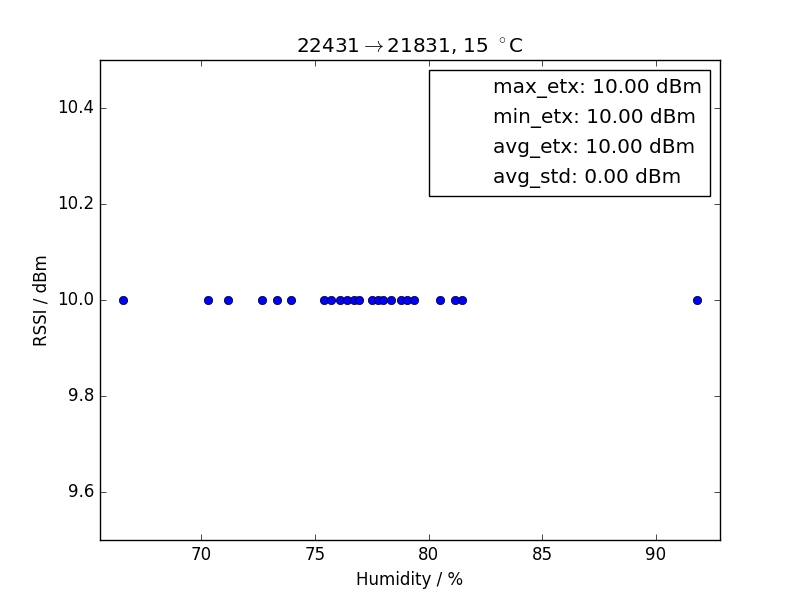 22431→21831, 15 °C
max_etx: 10.00 dBm
min_etx: 10.00 dBm
avg_etx: 10.00 dBm
avg_std: 0.00 dBm
RSSI / dBm
10.4
10.2
10.0
9.8
9.6
70 75 80 85 90
Humidity / %